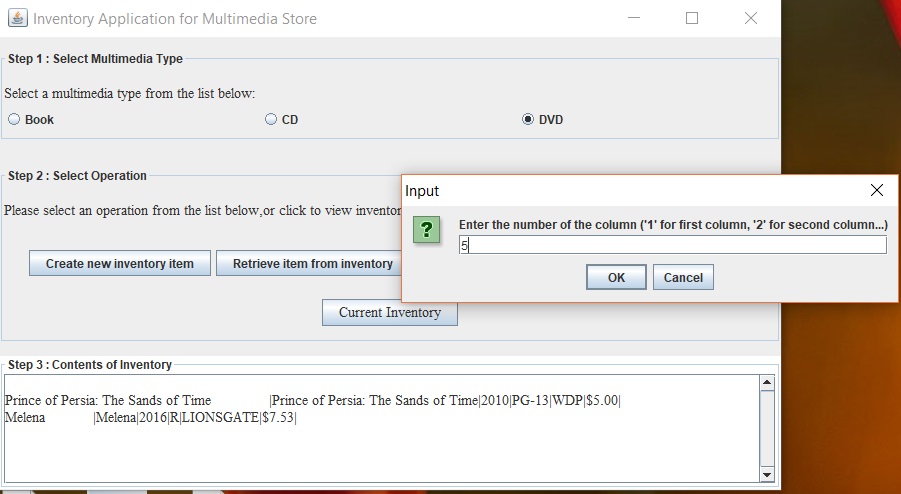 Inventory Application for Multimedia Store
Step 1 : Select Multimedia Type
Select a multimedia type from the list below:
Book
CD
DVD
Step 2 : Select Operation
Please select an operation from the list below,or click to view inventor
Create new inventory item
Retrieve item from inventory
Current Inventory
Input
?
Enter the number of the column ('1' for first column, '2' for second column...)
5
OK
Cancel
Step 3 : Contents of Inventory
Prince of Persia: The Sands of Time |Prince of Persia: The Sands of Time|2010|PG-13|WDP|$5.00|
Melena |Melena|2016|R|LIONSGATE|$7.53|